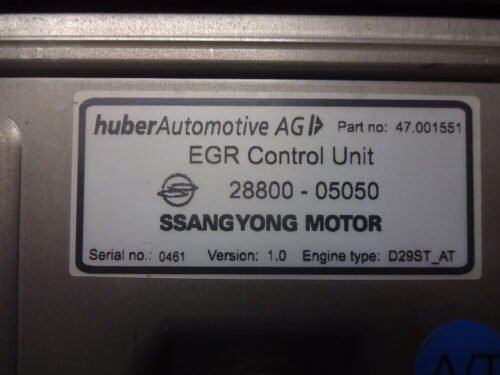 huberAutomotive AG Part no: 47.001551
EGR Control Unit
28800 - 05050
SSANGYONG MOTOR
Serial no.: 0461 Version: 1.0 Engine type: D29ST_AT
A/T